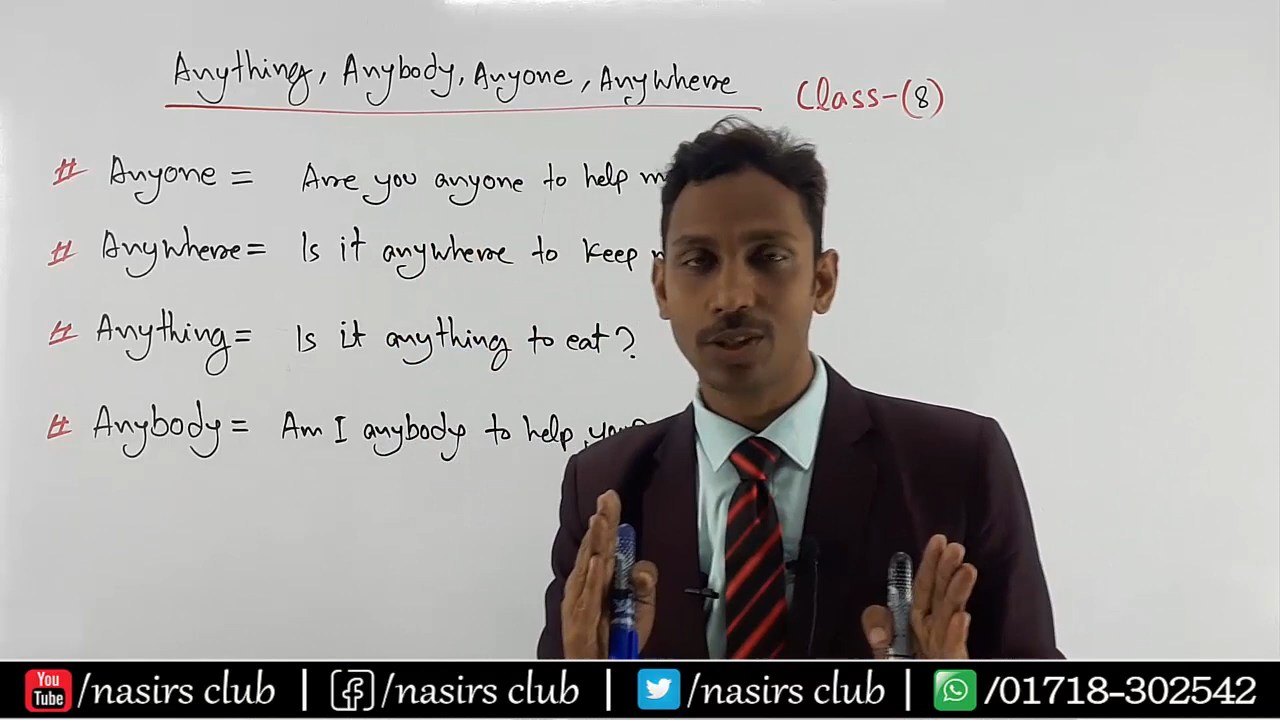 Anything, Anybody, Anyone, Anywhere
Class-(8)
# Anyone = Are you anyone to help
# Anywhere = Is it anywhere to keep
# Anything = Is it anything to eat?
# Anybody = Am I anybody to help you?
You Tube /nasirs club | f /nasirs club | /nasirs club | /01718-302542